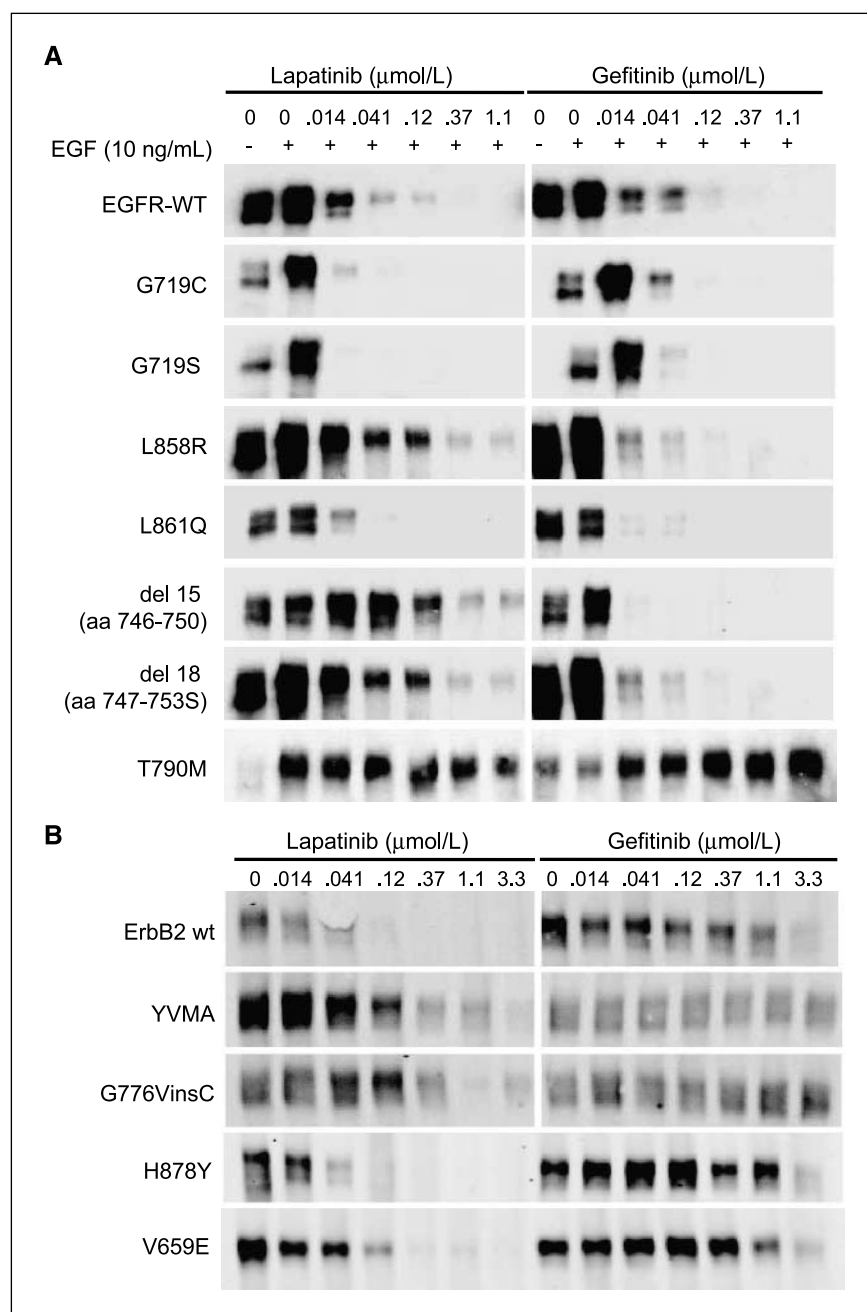 A
Lapatinib (μmol/L) Gefitinib (μmol/L)
0 0 .014 .041 .12 .37 1.1 0 0 .014 .041 .12 .37 1.1
EGF (10 ng/mL) - + + + + + + - + + + + + +
EGFR-WT
G719C
G719S
L858R
L861Q
del 15
(aa 746-750)
del 18
(aa 747-753S)
T790M
B
Lapatinib (μmol/L) Gefitinib (μmol/L)
0 .014 .041 .12 .37 1.1 3.3 0 .014 .041 .12 .37 1.1 3.3
ErbB2 wt
YVMA
G776VinsC
H878Y
V659E